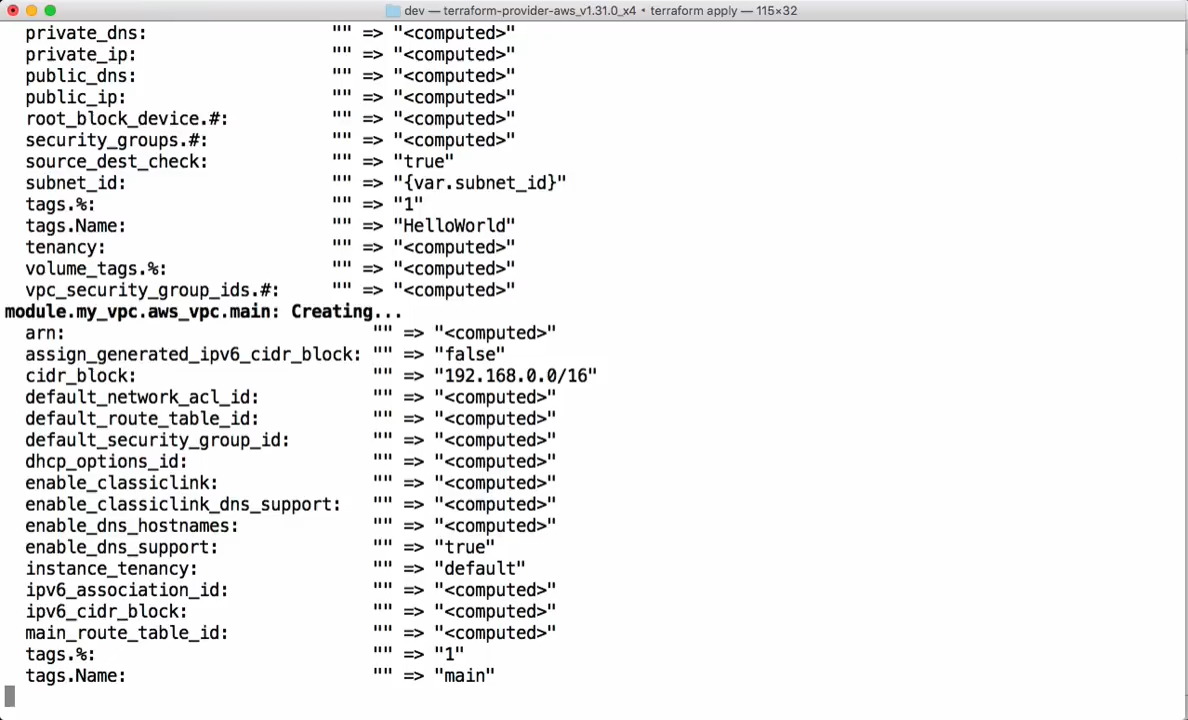 dev — terraform-provider-aws_v1.31.0_x4 • terraform apply — 115×32
private_dns: "" => "<computed>"
private_ip: "" => "<computed>"
public_dns: "" => "<computed>"
public_ip: "" => "<computed>"
root_block_device.#: "" => "<computed>"
security_groups.#: "" => "<computed>"
source_dest_check: "" => "true"
subnet_id: "" => "{var.subnet_id}"
tags.%: "" => "1"
tags.Name: "" => "HelloWorld"
tenancy: "" => "<computed>"
volume_tags.%: "" => "<computed>"
vpc_security_group_ids.#: "" => "<computed>"
module.my_vpc.aws_vpc.main: Creating...
arn: "" => "<computed>"
assign_generated_ipv6_cidr_block: "" => "false"
cidr_block: "" => "192.168.0.0/16"
default_network_acl_id: "" => "<computed>"
default_route_table_id: "" => "<computed>"
default_security_group_id: "" => "<computed>"
dhcp_options_id: "" => "<computed>"
enable_classiclink: "" => "<computed>"
enable_classiclink_dns_support: "" => "<computed>"
enable_dns_hostnames: "" => "<computed>"
enable_dns_support: "" => "true"
instance_tenancy: "" => "default"
ipv6_association_id: "" => "<computed>"
ipv6_cidr_block: "" => "<computed>"
main_route_table_id: "" => "<computed>"
tags.%: "" => "1"
tags.Name: "" => "main"